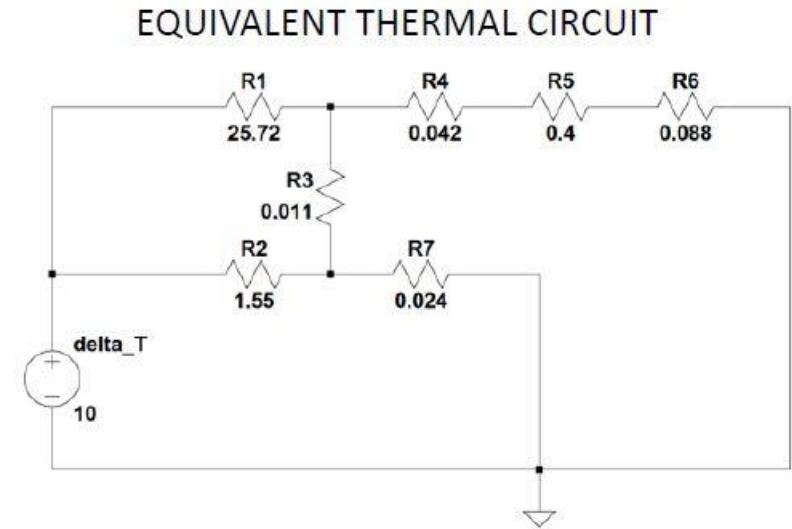 EQUIVALENT THERMAL CIRCUIT
R1 R4 R5 R6
25.72 0.042 0.4 0.088
R3
0.011
R2 R7
1.55 0.024
delta_T
10